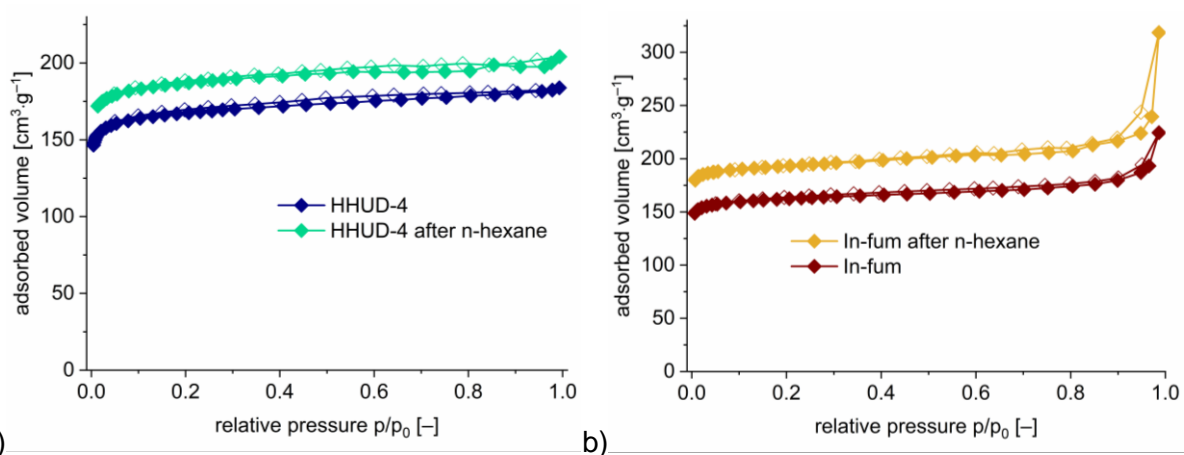 adsorbed volume [cm³·g⁻¹]
200
150
100
50
0
HHUD-4
HHUD-4 after n-hexane
0.0 0.2 0.4 0.6 0.8 1.0
relative pressure p/p₀ [–]
)
adsorbed volume [cm³·g⁻¹]
300
250
200
150
100
50
0
In-fum after n-hexane
In-fum
0.0 0.2 0.4 0.6 0.8 1.0
relative pressure p/p₀ [–]
b)